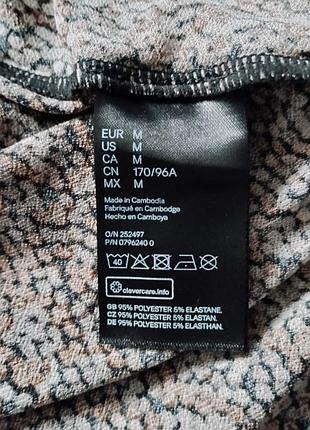 EUR M
US M
CA M
CN 170/96A
MX M
Made in Cambodia
Fabriqué en Cambodge
Hecho en Camboya
O/N 252497
P/N 0796240 0
40
clevercare.info
GB 95% POLYESTER 5% ELASTANE.
CZ 95% POLYESTER 5% ELASTAN.
DE 95% POLYESTER 5% ELASTHAN.